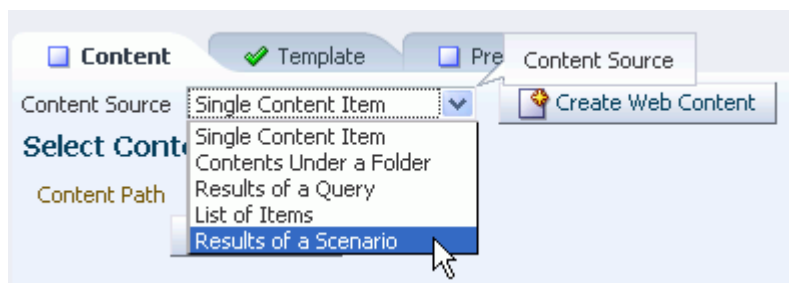 Content
Template
Pre
Content Source
Content Source
Single Content Item
Create Web Content
Select Conte
Single Content Item
Contents Under a Folder
Content Path
Results of a Query
List of Items
Results of a Scenario